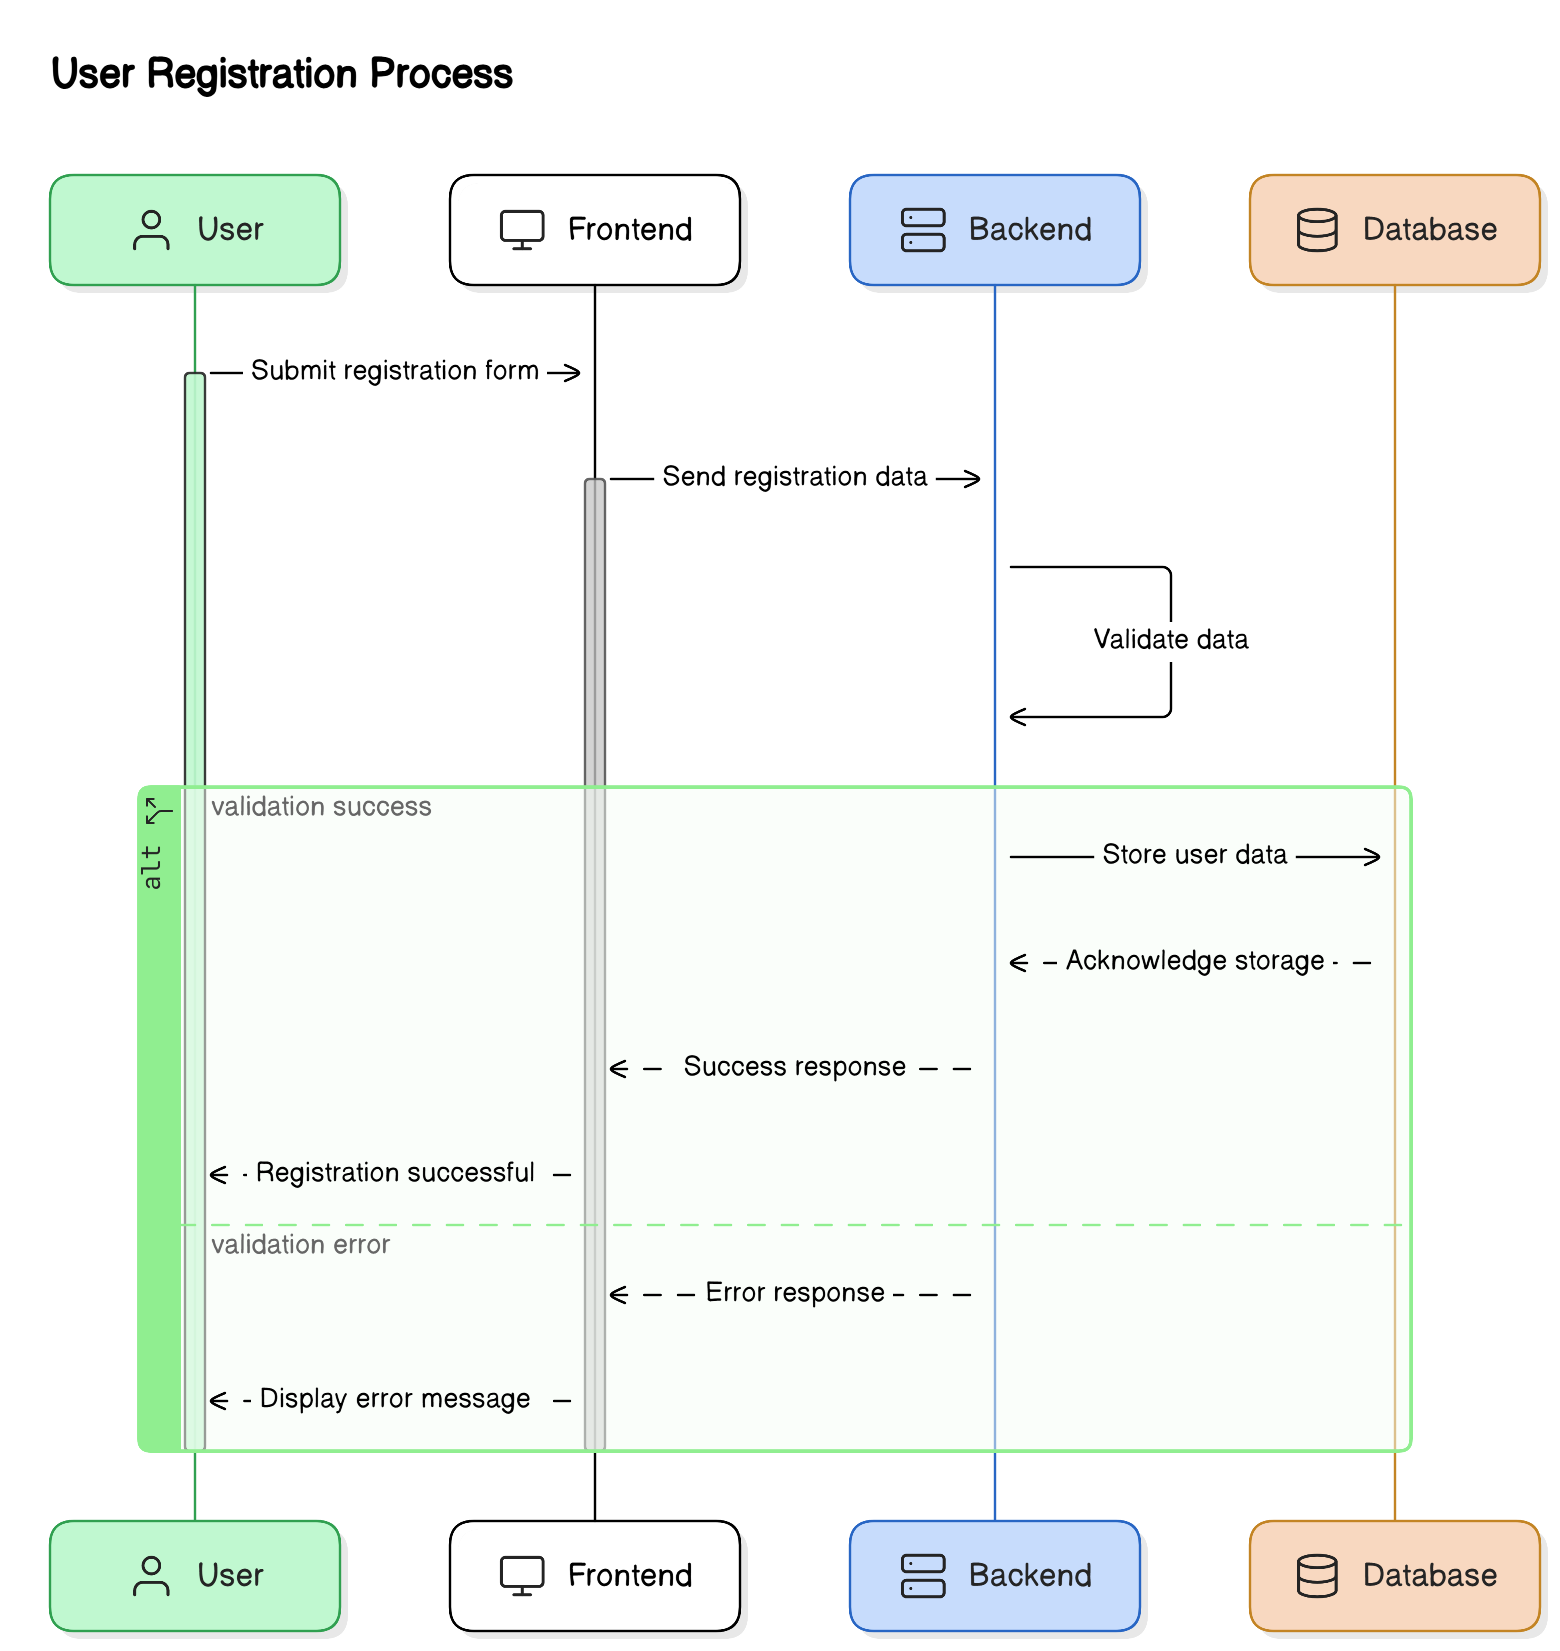 User Registration Process
User
Frontend
Backend
Database
Submit registration form
Send registration data
Validate data
alt
validation success
Store user data
Acknowledge storage
Success response
Registration successful
validation error
Error response
Display error message
User
Frontend
Backend
Database